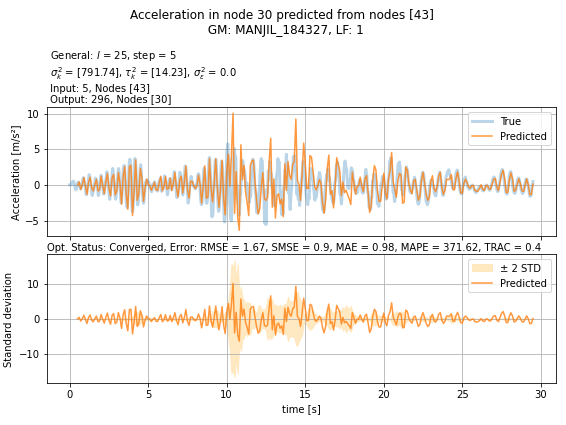 Acceleration in node 30 predicted from nodes [43]
GM: MANJIL_184327, LF: 1
General: l = 25, step = 5
σ²ₖ = [791.74], τ²ₖ = [14.23], σ²ε = 0.0
Input: 5, Nodes [43]
Output: 296, Nodes [30]
Acceleration [m/s²]
10
5
0
−5
True
Predicted
Opt. Status: Converged, Error: RMSE = 1.67, SMSE = 0.9, MAE = 0.98, MAPE = 371.62, TRAC = 0.4
Standard deviation
10
0
−10
± 2 STD
Predicted
0 5 10 15 20 25 30
time [s]